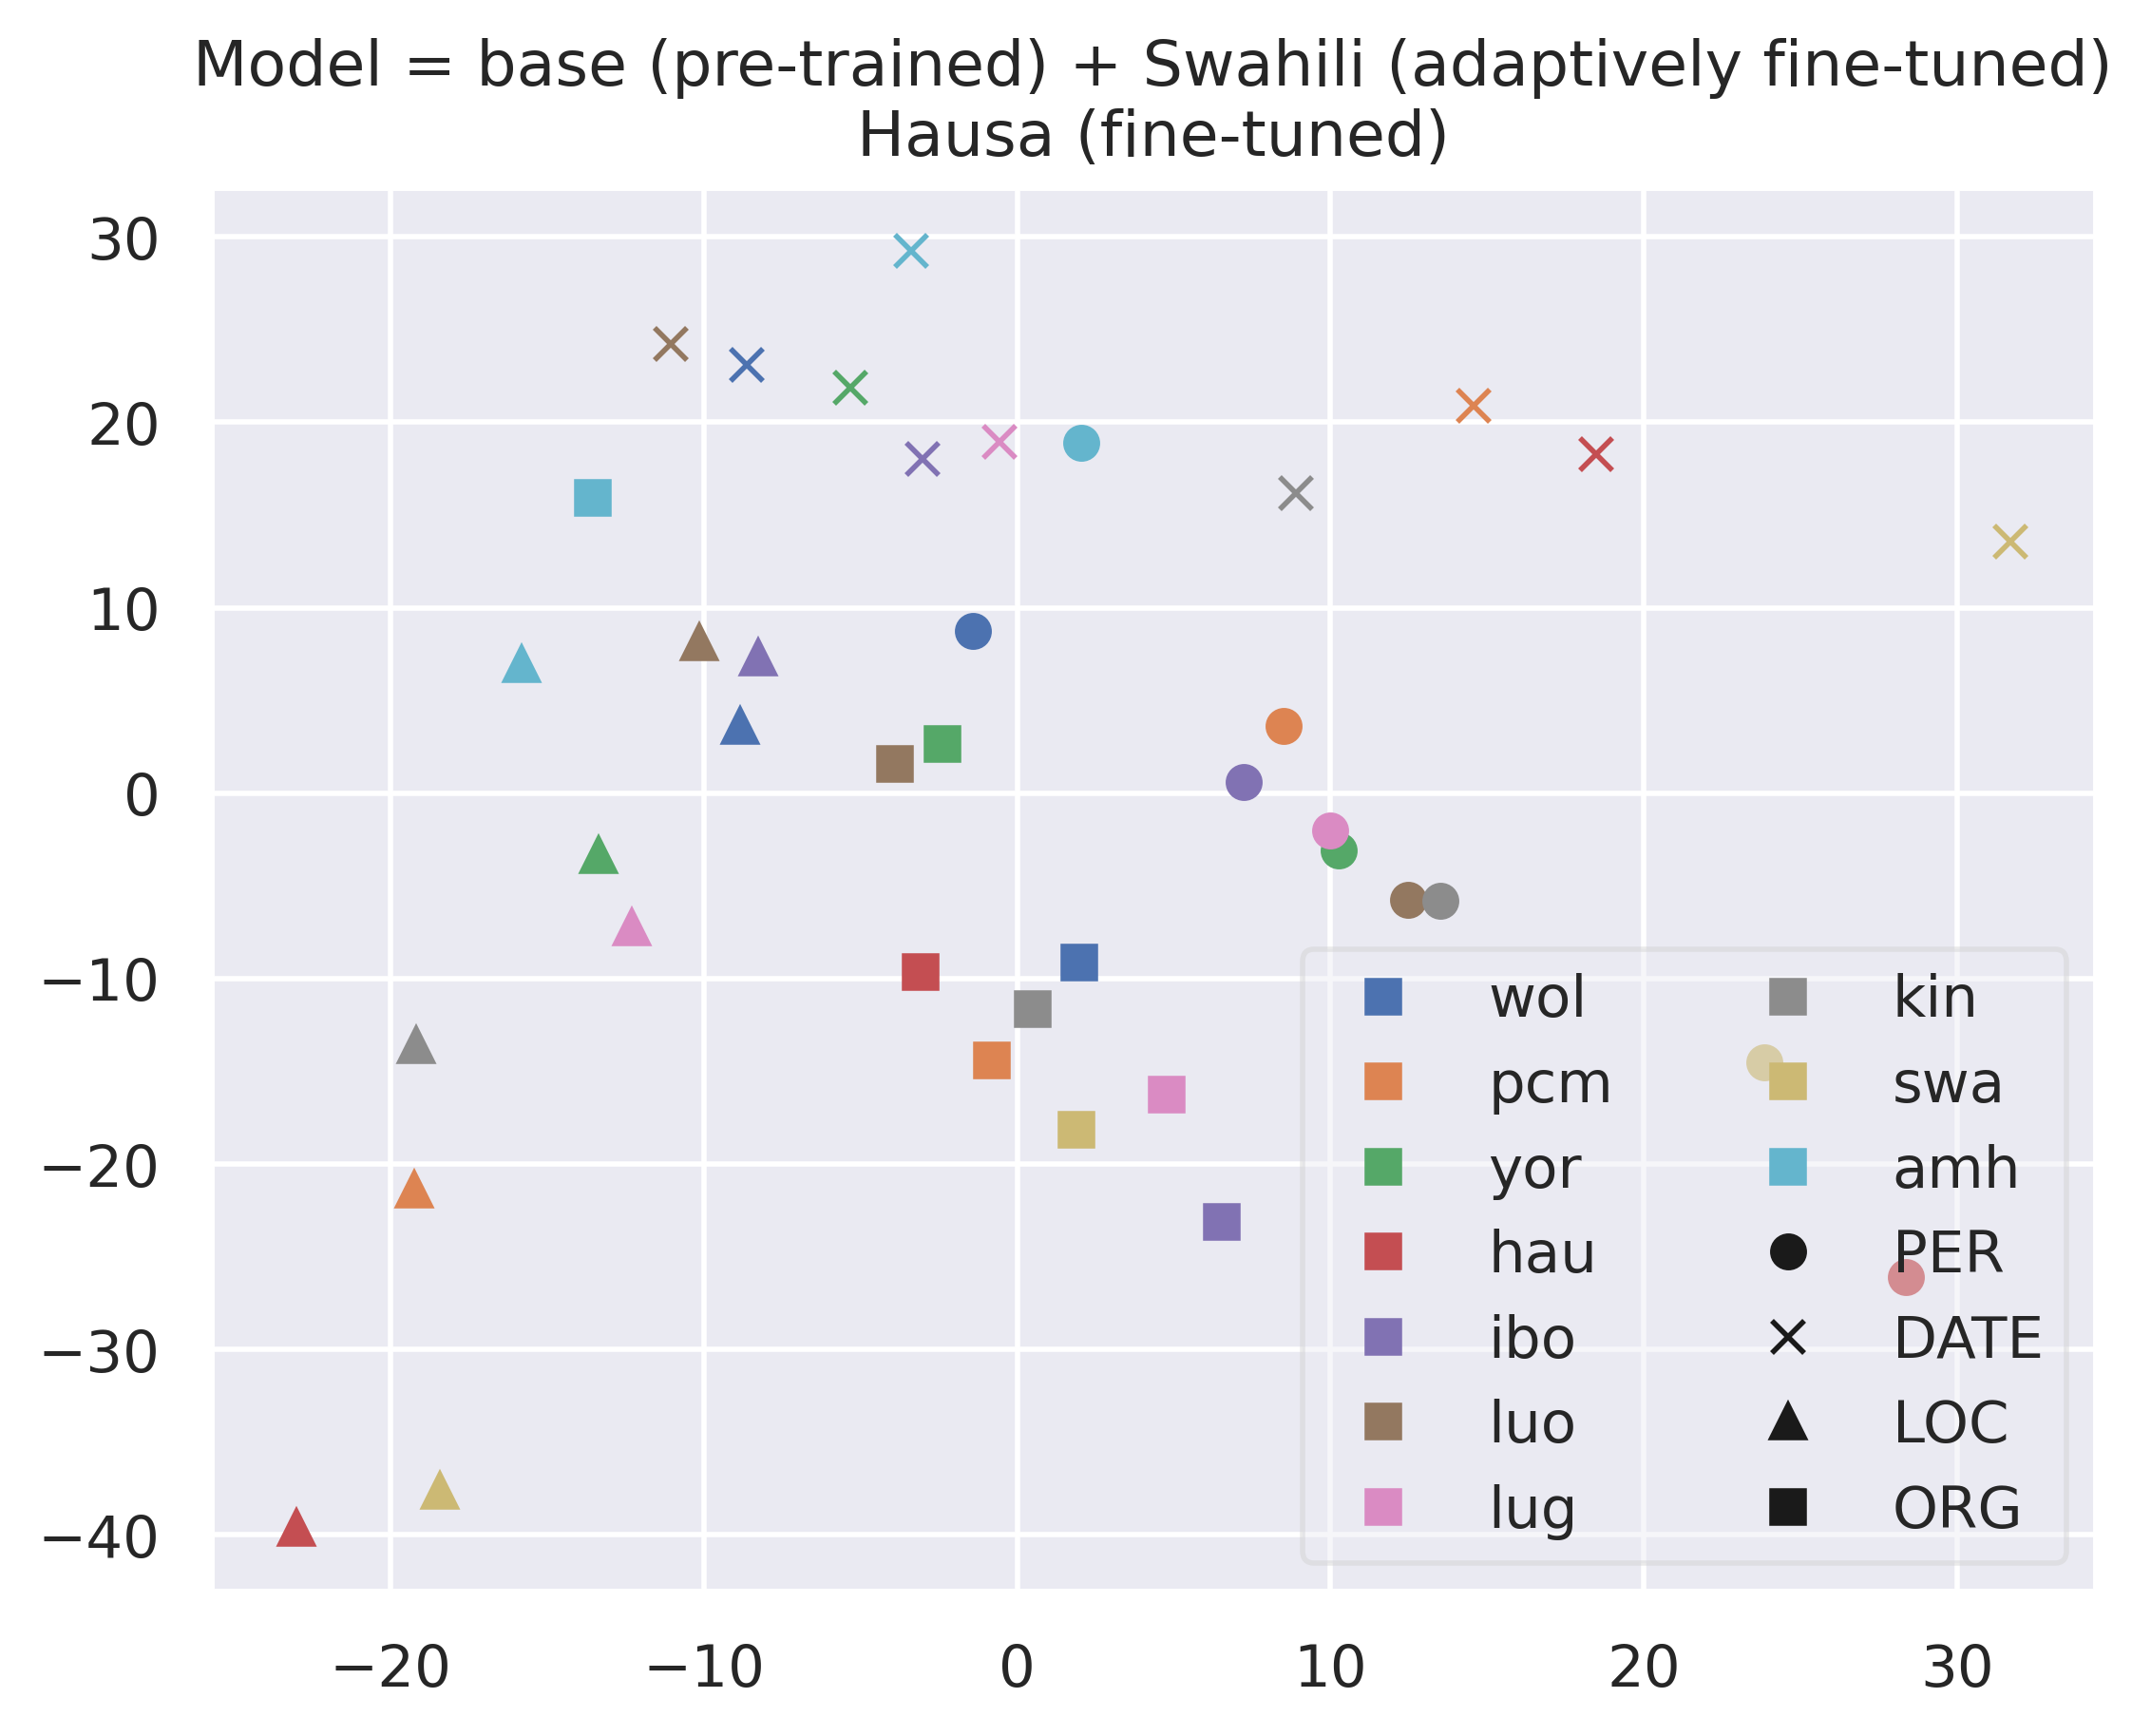 Model = base (pre-trained) + Swahili (adaptively fine-tuned)
Hausa (fine-tuned)
30
20
10
0
−10
−20
−30
−40
−20
−10
0
10
20
30
wol
pcm
yor
hau
ibo
luo
lug
kin
swa
amh
PER
DATE
LOC
ORG